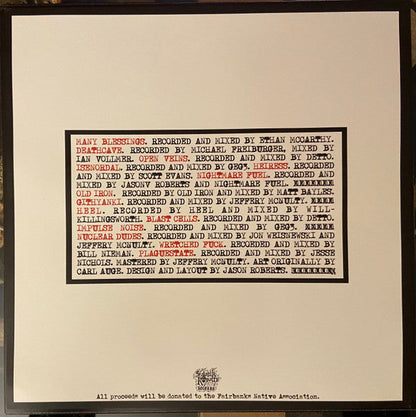 MANY BLESSINGS. RECORDED AND MIXED BY ETHAN MCCARTHY.
DEATHCAVE. RECORDED BY MICHAEL FREIBURGER, MIXED BY
IAN VOLLMER. OPEN VEINS. RECORDED AND MIXED BY DETTO.
ISENORDAL. RECORDED AND MIXED BY GEG³. HEIRESS. RECORDED
AND MIXED BY SCOTT EVANS. NIGHTMARE FUEL. RECORDED AND
MIXED BY JASONV ROBERTS AND NIGHTMARE FUEL. XXXXXXX
OLD IRON. RECORDED BY OLD IRON AND MIXED BY MATT BAYLES.
GITHYANKI. RECORDED AND MIXED BY JEFFERY MCNULTY. XXXX
HEEL. RECORDED BY HEEL AND MIXED BY WILL-
KILLINGSWORTH. BLAST CELLS. RECORDED AND MIXED BY DETTO.
IMPULSE NOISE. RECORDED AND MIXED BY GEG³. XXXXX
NUCLEAR DUDES. RECORDED AND MIXED BY JON WEISNEWSKI AND
JEFFERY MCNULTY. WRETCHED FUCK. RECOEDED AND MIXED BY
BILL NIEMAN. PLAGUESTATE. RECORDED AND MIXED BY JESSE
NICHOLS. MASTERED BY JEFFERY MCNULTY. ART ORIGINALLY BY
CARL AUGE. DESIGN AND LAYOUT BY JASON ROBERTS. XXXXXXXX
RECORDS
All proceeds will be donated to the Fairbanks Native Association.